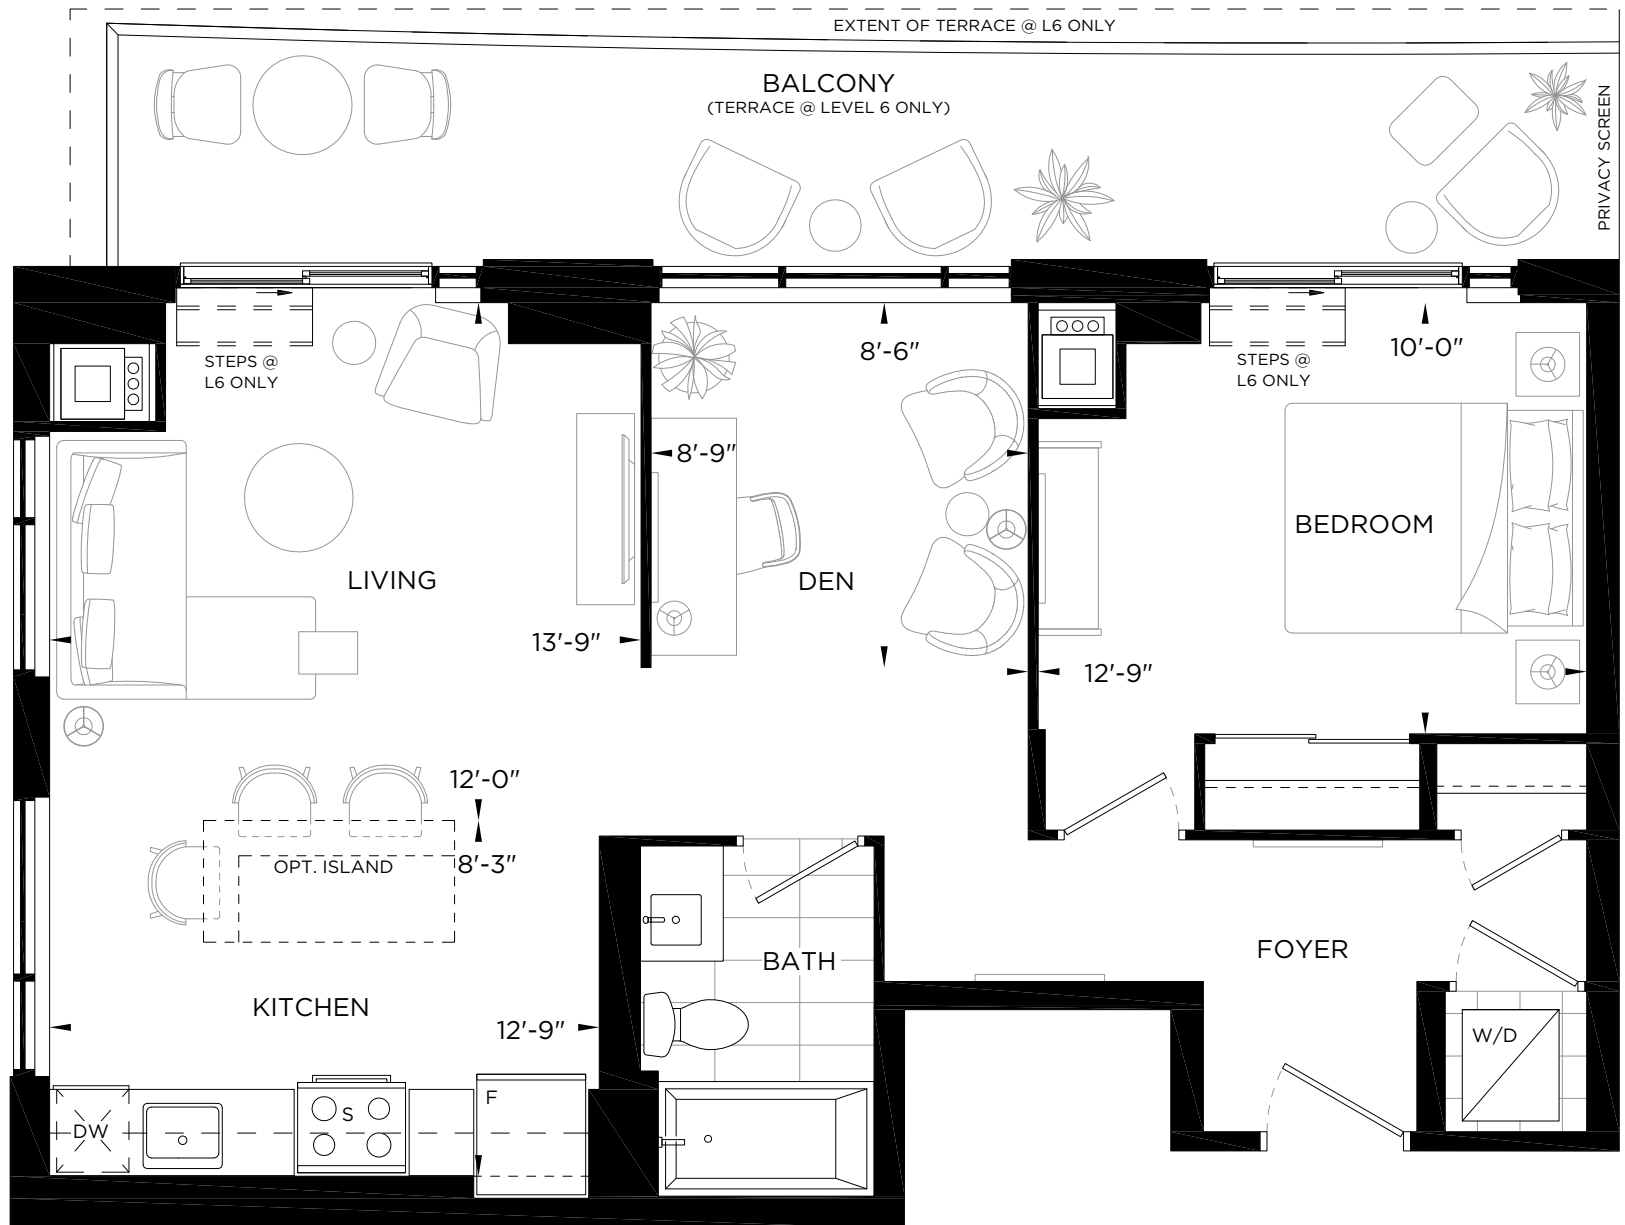 EXTENT OF TERRACE @ L6 ONLY
BALCONY
(TERRACE @ LEVEL 6 ONLY)
PRIVACY SCREEN
STEPS @
L6 ONLY
8'-6"
STEPS @
L6 ONLY
10'-0"
8'-9"
LIVING
DEN
BEDROOM
13'-9"
12'-9"
12'-0"
8'-3"
OPT. ISLAND
KITCHEN
12'-9"
BATH
FOYER
W/D
DW
S
F